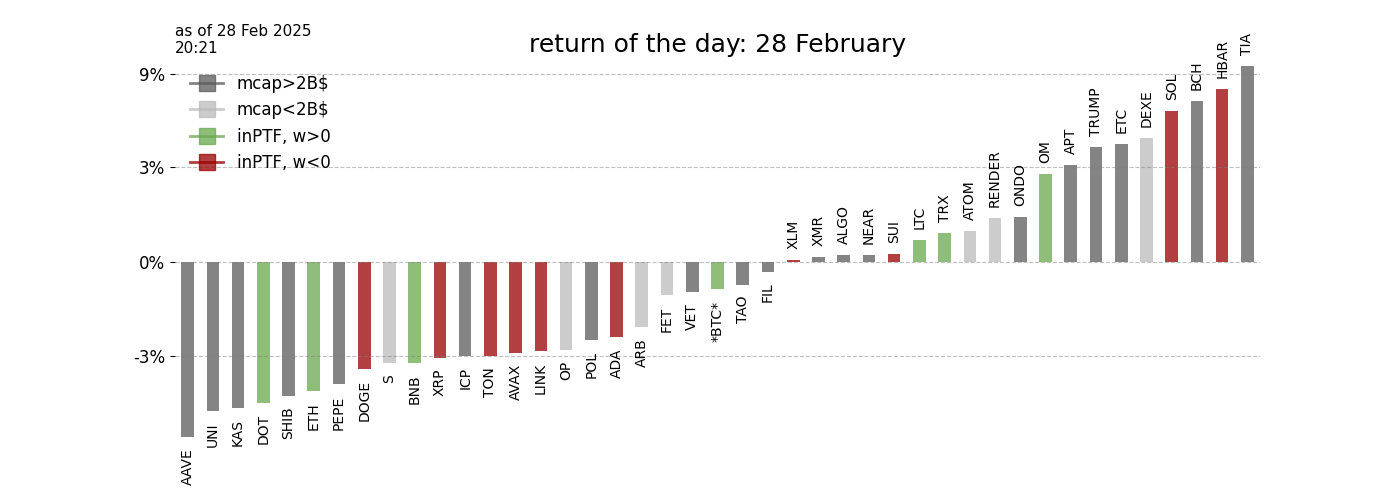 as of 28 Feb 2025
20:21
return of the day: 28 February
9%
3%
0%
-3%
mcap>2B$
mcap<2B$
inPTF, w>0
inPTF, w<0
AAVE
UNI
KAS
DOT
SHIB
ETH
PEPE
DOGE
S
BNB
XRP
ICP
TON
AVAX
LINK
OP
POL
ADA
ARB
FET
VET
*BTC*
TAO
FIL
XLM
XMR
ALGO
NEAR
SUI
LTC
TRX
ATOM
RENDER
ONDO
OM
APT
TRUMP
ETC
DEXE
SOL
BCH
HBAR
TIA